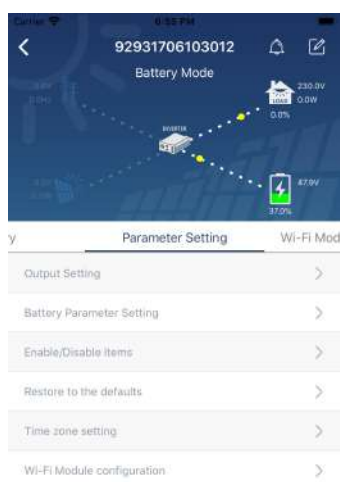 Carrier 6:55 PM
92931706103012
Battery Mode
230.0V
LOAD 0.0W
0.0%
INVERTER
47.9V
37.0%
y Parameter Setting Wi-Fi Mod
Output Setting
Battery Parameter Setting
Enable/Disable Items
Restore to the defaults
Time zone setting
Wi-Fi Module configuration